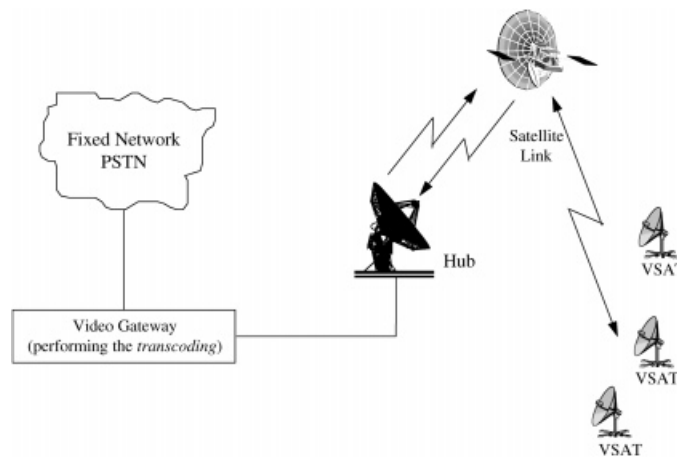 Fixed Network
PSTN
Satellite
Link
Hub
VSAT
Video Gateway
(performing the transcoding)
VSAT
VSAT